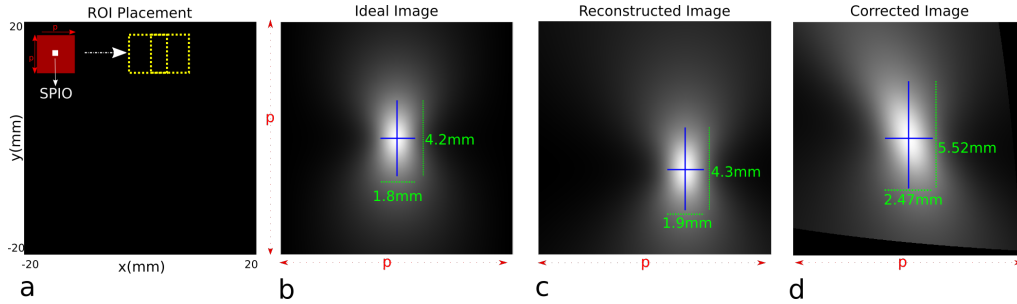 ROI Placement
Ideal Image
Reconstructed Image
Corrected Image
20
p
p
SPIO
y(mm)
-20
-20
x(mm)
20
p
4.2mm
1.8mm
p
4.3mm
1.9mm
p
5.52mm
2.47mm
p
a
b
c
d